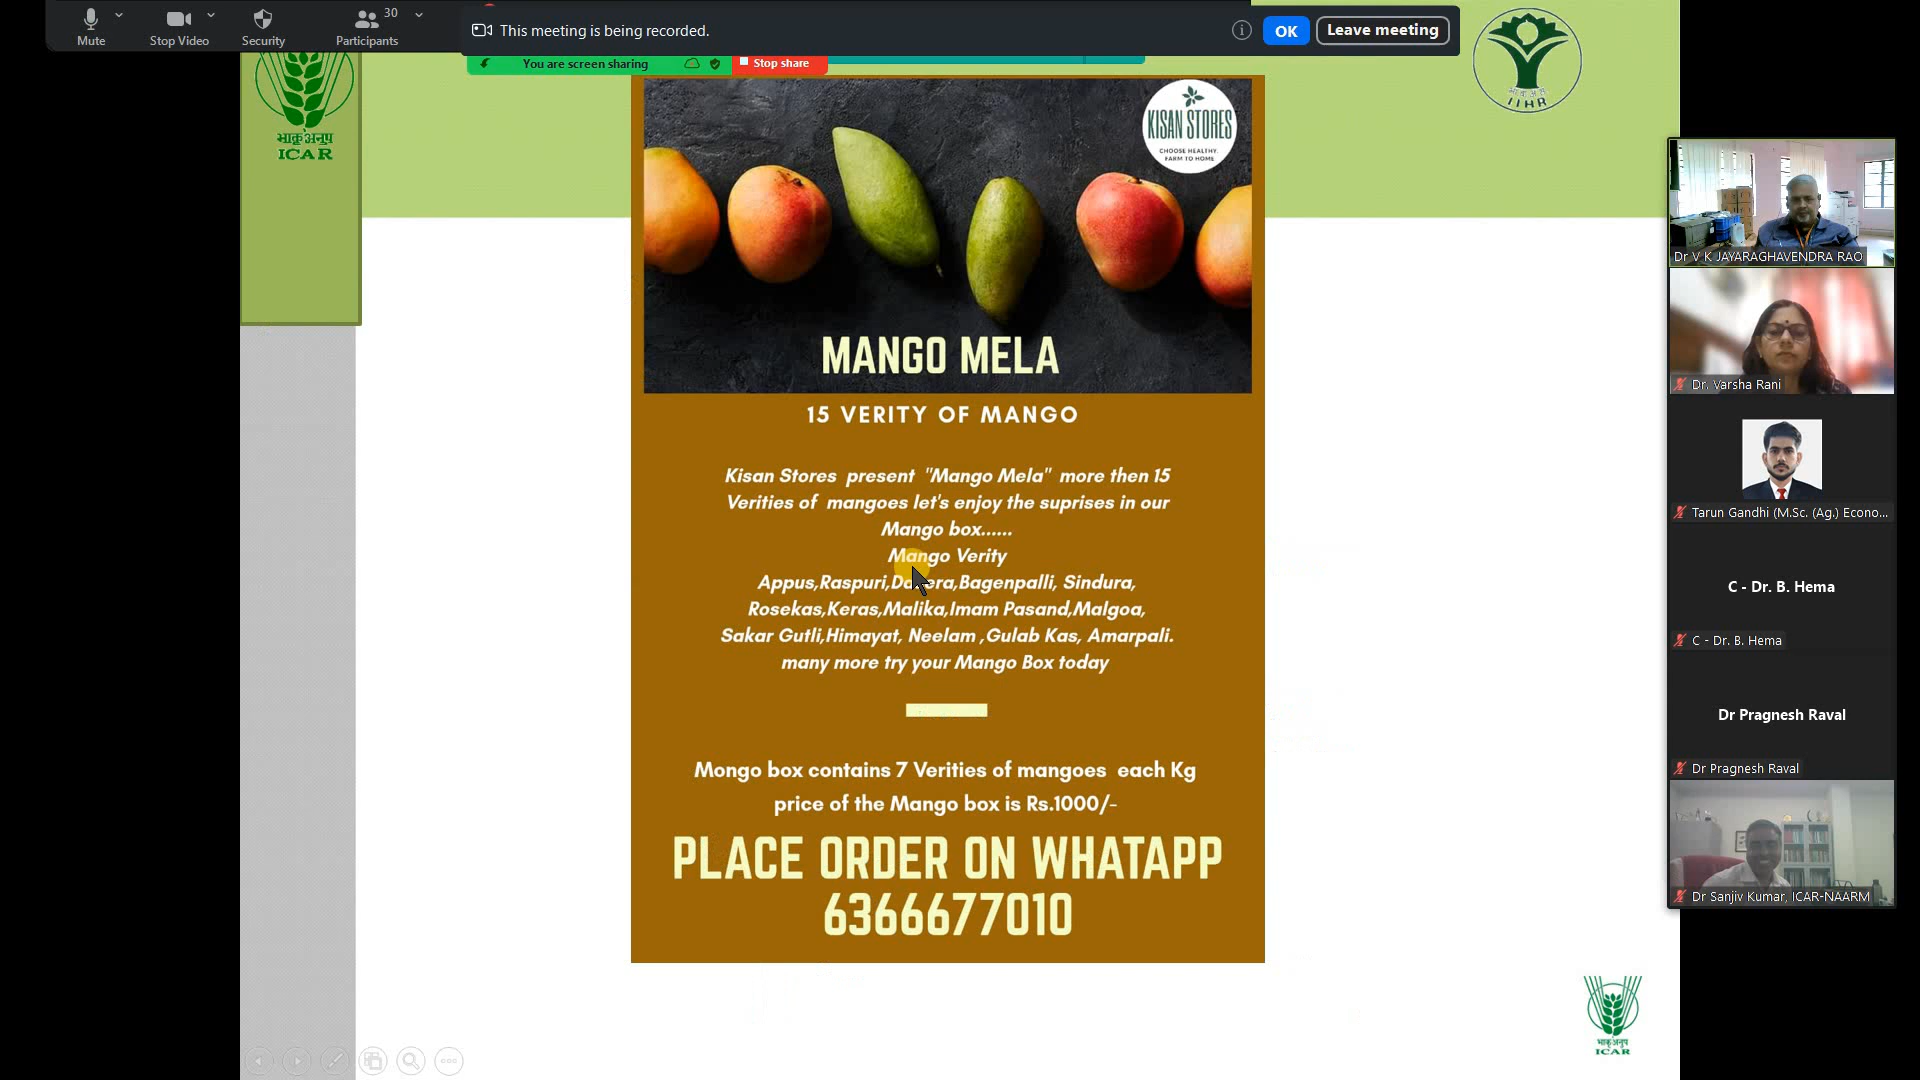 Mute
Stop Video
Security
Participants
30
This meeting is being recorded.
OK
Leave meeting
You are screen sharing
Stop share
भाकृअनुप
ICAR
IIHR
KISAN STORES
CHOOSE HEALTHY.
FARM TO HOME
MANGO MELA
15 VERITY OF MANGO
Kisan Stores present "Mango Mela" more then 15
Verities of mangoes let's enjoy the suprises in our
Mango box......
Mango Verity
Appus,Raspuri,Bagenpalli, Sindura,
Rosekas,Keras,Malika,Imam Pasand,Malgoa,
Sakar Gutli,Himayat, Neelam ,Gulab Kas, Amarpali.
many more try your Mango Box today
Mongo box contains 7 Verities of mangoes each Kg
price of the Mango box is Rs.1000/-
PLACE ORDER ON WHATAPP
6366677010
Dr V K JAYARAGHAVENDRA RAO
Dr. Varsha Rani
Tarun Gandhi (M.Sc. (Ag.) Econo...
C - Dr. B. Hema
C - Dr. B. Hema
Dr Pragnesh Raval
Dr Pragnesh Raval
Dr Sanjiv Kumar, ICAR-NAARM
भाकृअनुप
ICAR